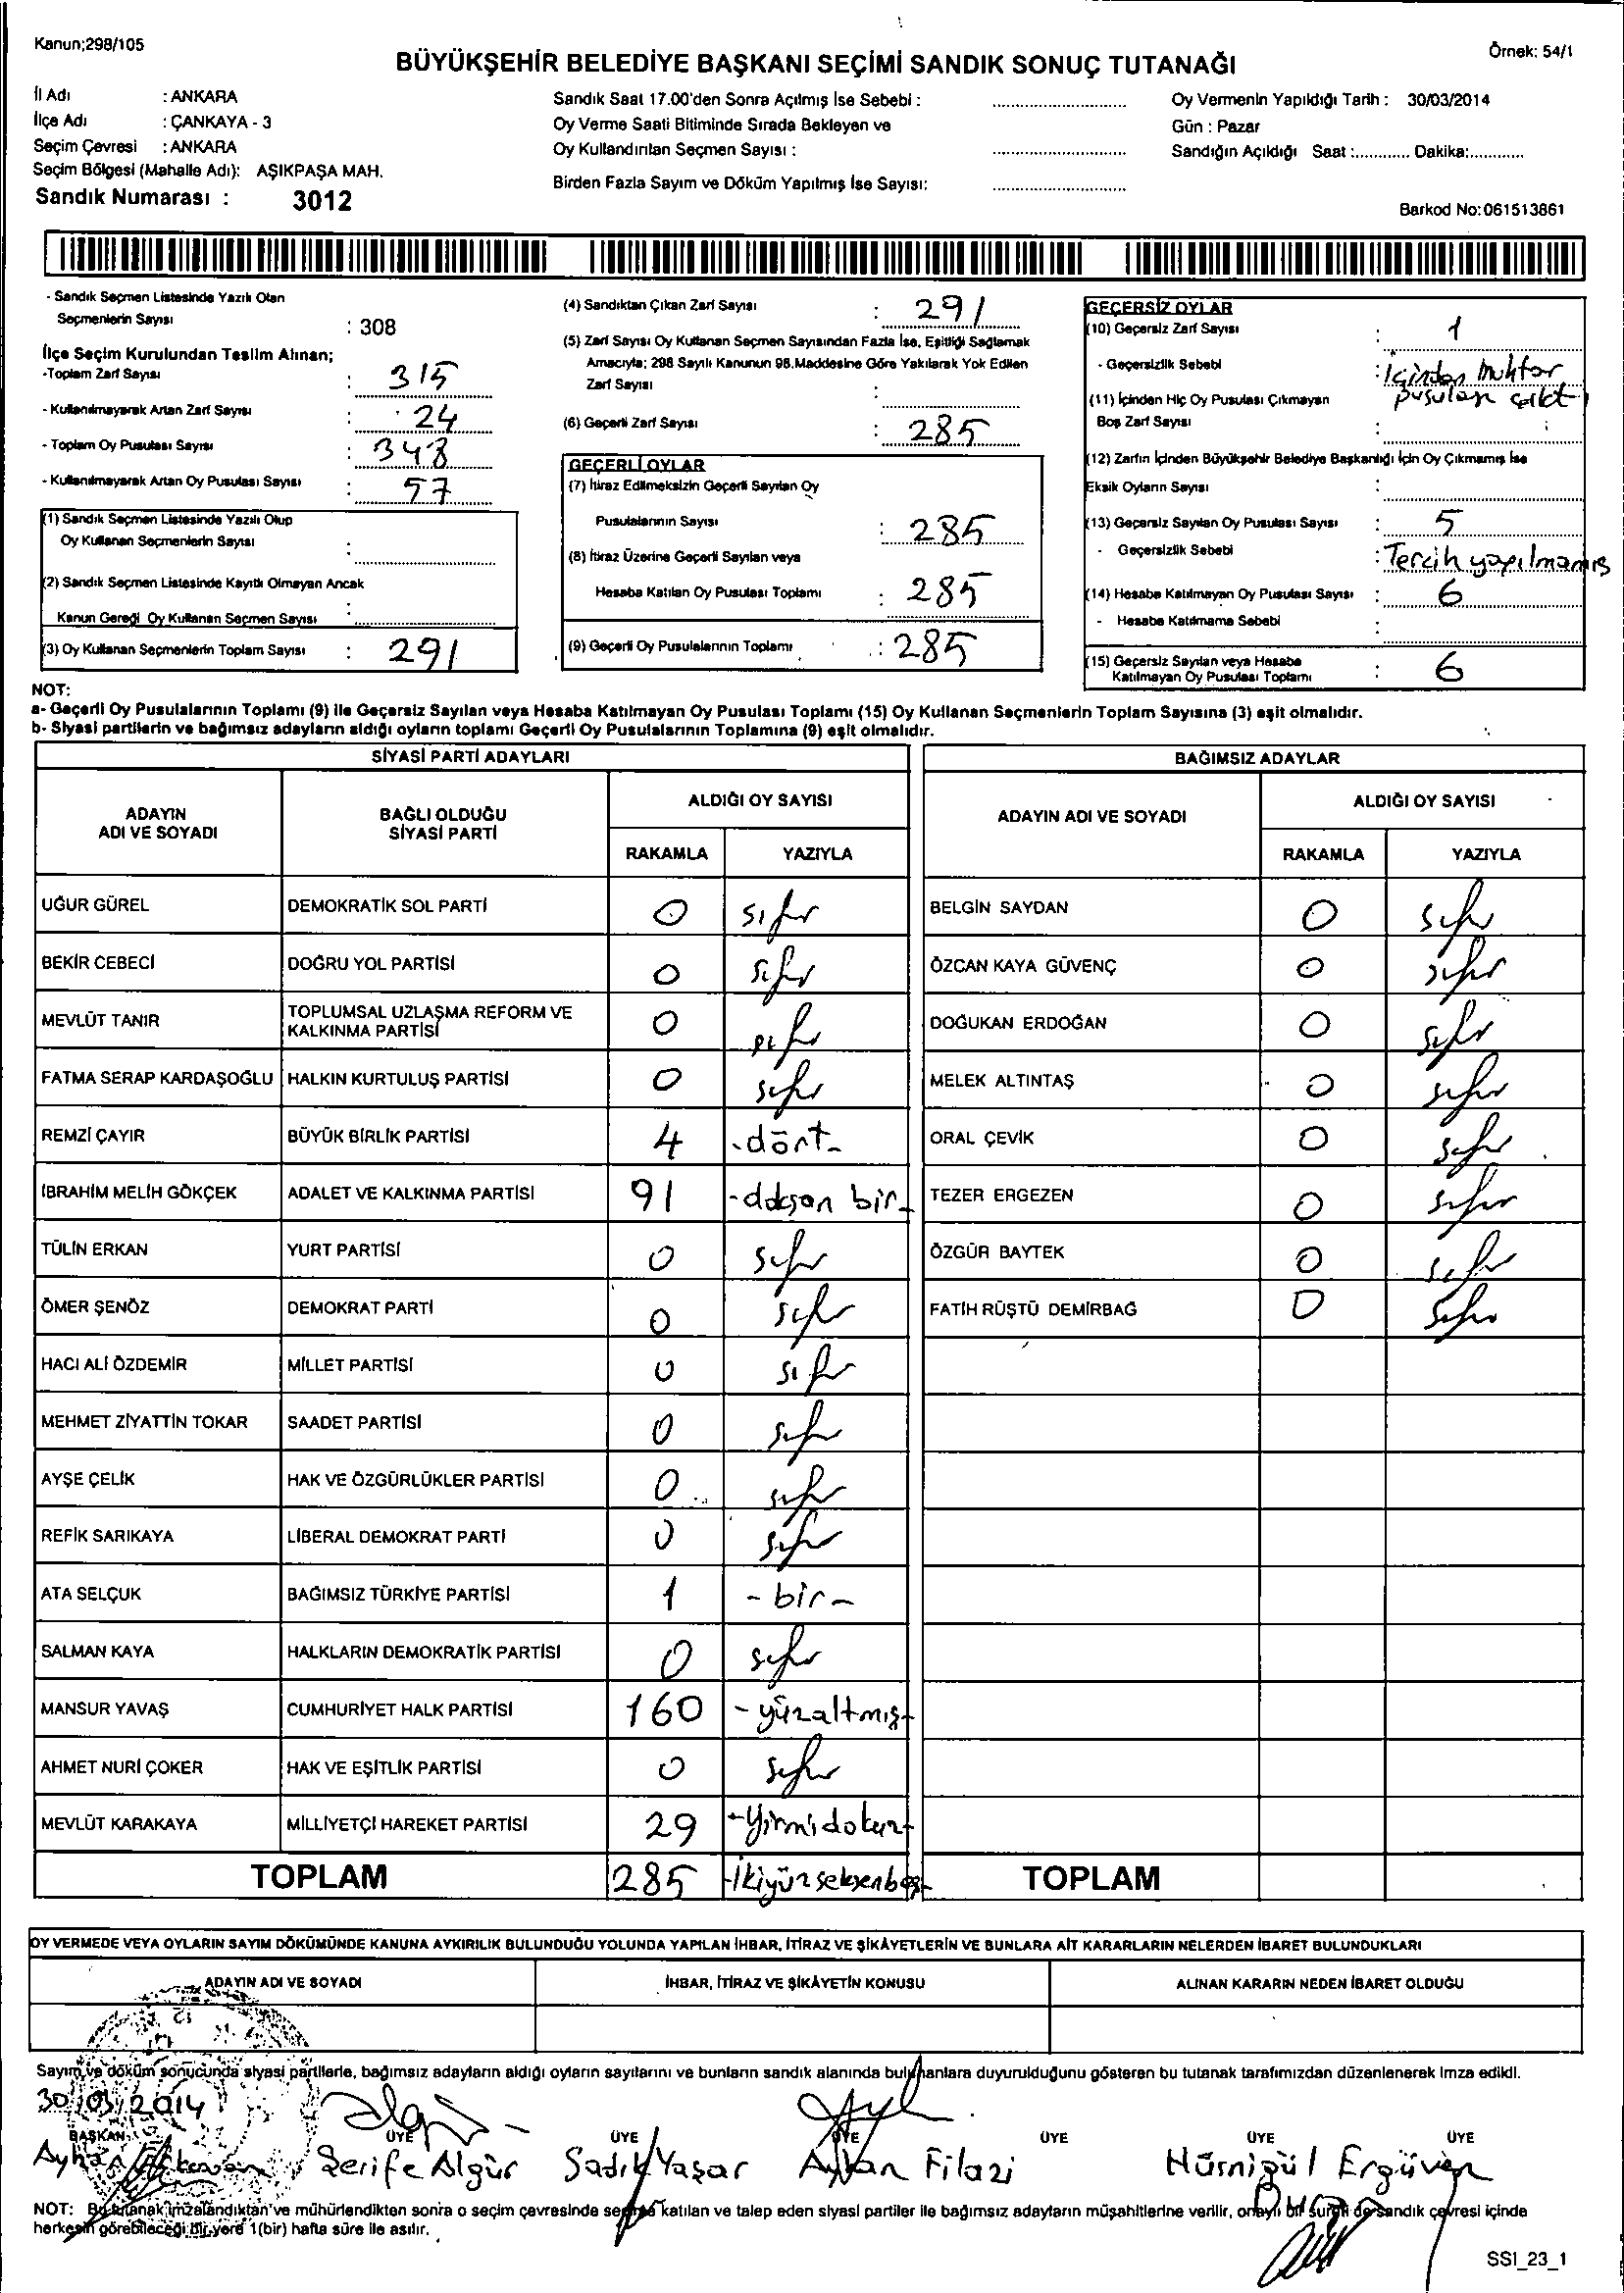 Kanun;298/105
Örnek: 54/1
BÜYÜKŞEHİR BELEDİYE BAŞKANI SEÇİMİ SANDIK SONUÇ TUTANAĞI
İl Adı : ANKARA
İlçe Adı : ÇANKAYA - 3
Seçim Çevresi : ANKARA
Seçim Bölgesi (Mahalle Adı): AŞIKPAŞA MAH.
Sandık Numarası : 3012
Sandık Saat 17.00'den Sonra Açılmış İse Sebebi :
Oy Verme Saati Bitiminde Sırada Bekleyen ve
Oy Kullandırılan Seçmen Sayısı :
Birden Fazla Sayım ve Döküm Yapılmış İse Sayısı:
Oy Vermenin Yapıldığı Tarih : 30/03/2014
Gün : Pazar
Sandığın Açıldığı Saat :............ Dakika:............
Barkod No:061513861
- Sandık Seçmen Listesinde Yazılı Olan
Seçmenlerin Sayısı : 308
İlçe Seçim Kurulundan Teslim Alınan;
-Toplam Zarf Sayısı : 315
- Kullanılmayarak Artan Zarf Sayısı : 24
- Toplam Oy Pusulası Sayısı : 348
- Kullanılmayarak Artan Oy Pusulası Sayısı : 57
(1) Sandık Seçmen Listesinde Yazılı Olup
Oy Kullanan Seçmenlerin Sayısı :
(2) Sandık Seçmen Listesinde Kayıtlı Olmayan Ancak
Kanun Gereği Oy Kullanan Seçmen Sayısı :
(3) Oy Kullanan Seçmenlerin Toplam Sayısı : 291
(4) Sandıktan Çıkan Zarf Sayısı : 291
(5) Zarf Sayısı Oy Kullanan Seçmen Sayısından Fazla İse, Eşitliği Sağlamak
Amacıyla; 298 Sayılı Kanunun 98.Maddesine Göre Yakılarak Yok Edilen
Zarf Sayısı :
(6) Geçerli Zarf Sayısı : 285
GEÇERLİ OYLAR
(7) İtiraz Edilmeksizin Geçerli Sayılan Oy
Pusulalarının Sayısı : 285
(8) İtiraz Üzerine Geçerli Sayılan veya
Hesaba Katılan Oy Pusulası Toplamı : 285
(9) Geçerli Oy Pusulalarının Toplamı : 285
GEÇERSİZ OYLAR
(10) Geçersiz Zarf Sayısı : 1
- Geçersizlik Sebebi : İçinden muhtar
pusulası çıktı
(11) İçinden Hiç Oy Pusulası Çıkmayan
Boş Zarf Sayısı :
(12) Zarfın İçinden Büyükşehir Belediye Başkanlığı İçin Oy Çıkmamış İse
Eksik Oyların Sayısı :
(13) Geçersiz Sayılan Oy Pusulası Sayısı : 5
- Geçersizlik Sebebi : Tercih yapılmamış
(14) Hesaba Katılmayan Oy Pusulası Sayısı : 6
- Hesaba Katılmama Sebebi :
(15) Geçersiz Sayılan veya Hesaba
Katılmayan Oy Pusulası Toplamı : 6
NOT:
a- Geçerli Oy Pusulalarının Toplamı (9) ile Geçersiz Sayılan veya Hesaba Katılmayan Oy Pusulası Toplamı (15) Oy Kullanan Seçmenlerin Toplam Sayısına (3) eşit olmalıdır.
b- Siyasi partilerin ve bağımsız adayların aldığı oyların toplamı Geçerli Oy Pusulalarının Toplamına (9) eşit olmalıdır.
SİYASİ PARTİ ADAYLARI
ADAYIN ADI VE SOYADI BAĞLI OLDUĞU SİYASİ PARTİ ALDIĞI OY SAYISI
RAKAMLA YAZIYLA
UĞUR GÜREL DEMOKRATİK SOL PARTİ 0 sıfır
BEKİR CEBECİ DOĞRU YOL PARTİSİ 0 sıfır
MEVLÜT TANIR TOPLUMSAL UZLAŞMA REFORM VE KALKINMA PARTİSİ 0 sıfır
FATMA SERAP KARDAŞOĞLU HALKIN KURTULUŞ PARTİSİ 0 sıfır
REMZİ ÇAYIR BÜYÜK BİRLİK PARTİSİ 4 -dört-
İBRAHİM MELİH GÖKÇEK ADALET VE KALKINMA PARTİSİ 91 -doksan bir-
TÜLİN ERKAN YURT PARTİSİ 0 sıfır
ÖMER ŞENÖZ DEMOKRAT PARTİ 0 sıfır
HACI ALİ ÖZDEMİR MİLLET PARTİSİ 0 sıfır
MEHMET ZİYATTİN TOKAR SAADET PARTİSİ 0 sıfır
AYŞE ÇELİK HAK VE ÖZGÜRLÜKLER PARTİSİ 0 sıfır
REFİK SARIKAYA LİBERAL DEMOKRAT PARTİ 0 sıfır
ATA SELÇUK BAĞIMSIZ TÜRKİYE PARTİSİ 1 -bir-
SALMAN KAYA HALKLARIN DEMOKRATİK PARTİSİ 0 sıfır
MANSUR YAVAŞ CUMHURİYET HALK PARTİSİ 160 -yüzaltmış-
AHMET NURİ ÇOKER HAK VE EŞİTLİK PARTİSİ 0 sıfır
MEVLÜT KARAKAYA MİLLİYETÇİ HAREKET PARTİSİ 29 -Yirmidokuz-
TOPLAM 285 -İkiyüzseksenbeş-
BAĞIMSIZ ADAYLAR
ADAYIN ADI VE SOYADI ALDIĞI OY SAYISI
RAKAMLA YAZIYLA
BELGİN SAYDAN 0 sıfır
ÖZCAN KAYA GÜVENÇ 0 sıfır
DOĞUKAN ERDOĞAN 0 sıfır
MELEK ALTINTAŞ 0 sıfır
ORAL ÇEVİK 0 sıfır
TEZER ERGEZEN 0 sıfır
ÖZGÜR BAYTEK 0 sıfır
FATİH RÜŞTÜ DEMİRBAĞ 0 sıfır
TOPLAM
OY VERMEDE VEYA OYLARIN SAYIM DÖKÜMÜNDE KANUNA AYKIRILIK BULUNDUĞU YOLUNDA YAPILAN İHBAR, İTİRAZ VE ŞİKÂYETLERİN VE BUNLARA AİT KARARLARIN NELERDEN İBARET BULUNDUKLARI
ADAYIN ADI VE SOYADI İHBAR, İTİRAZ VE ŞİKÂYETİN KONUSU ALINAN KARARIN NEDEN İBARET OLDUĞU
Sayım ve döküm sonucunda siyasi partilerle, bağımsız adayların aldığı oyların sayılarını ve bunların sandık alanında bulunanlara duyurulduğunu gösteren bu tutanak tarafımızdan düzenlenerek imza edildi.
30/03/2014
BAŞKAN ÜYE ÜYE ÜYE ÜYE ÜYE ÜYE
Ayhan Şerife Algür Sadık Yaşar Ayhan Filazi Hüsnigül Ergüven
NOT: Bu tutanak imzalandıktan ve mühürlendikten sonra o seçim çevresinde seçime katılan ve talep eden siyasi partiler ile bağımsız adayların müşahitlerine verilir, onaylı bir sureti de sandık çevresi içinde
herkesin görebileceği bir yere 1(bir) hafta süre ile asılır.
SS1_23_1